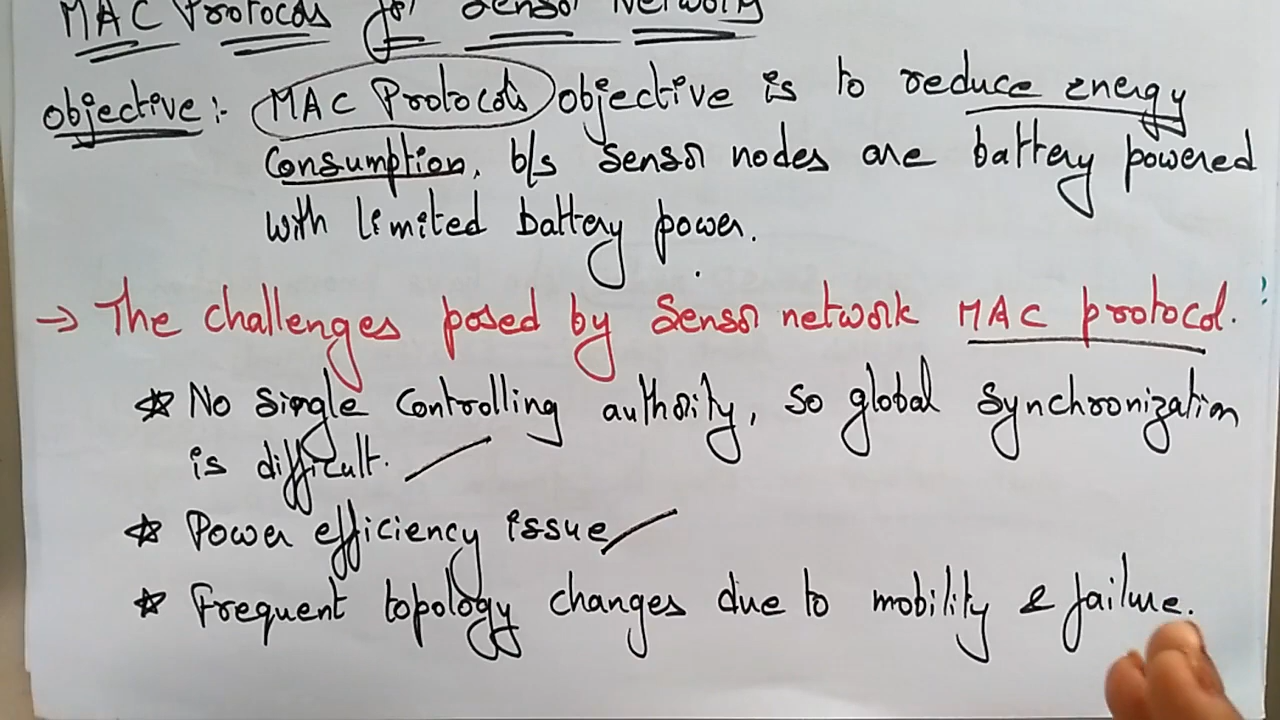 MAC Protocols for Sensor Network
objective:- MAC Protocols objective is to reduce energy
Consumption, b/s Sensor nodes are battery powered
with limited battery power.
→ The challenges posed by Sensor network MAC protocol.
☆ No single Controlling authority, so global Synchronization
is difficult.
☆ Power efficiency issue
☆ Frequent topology changes due to mobility & failure.